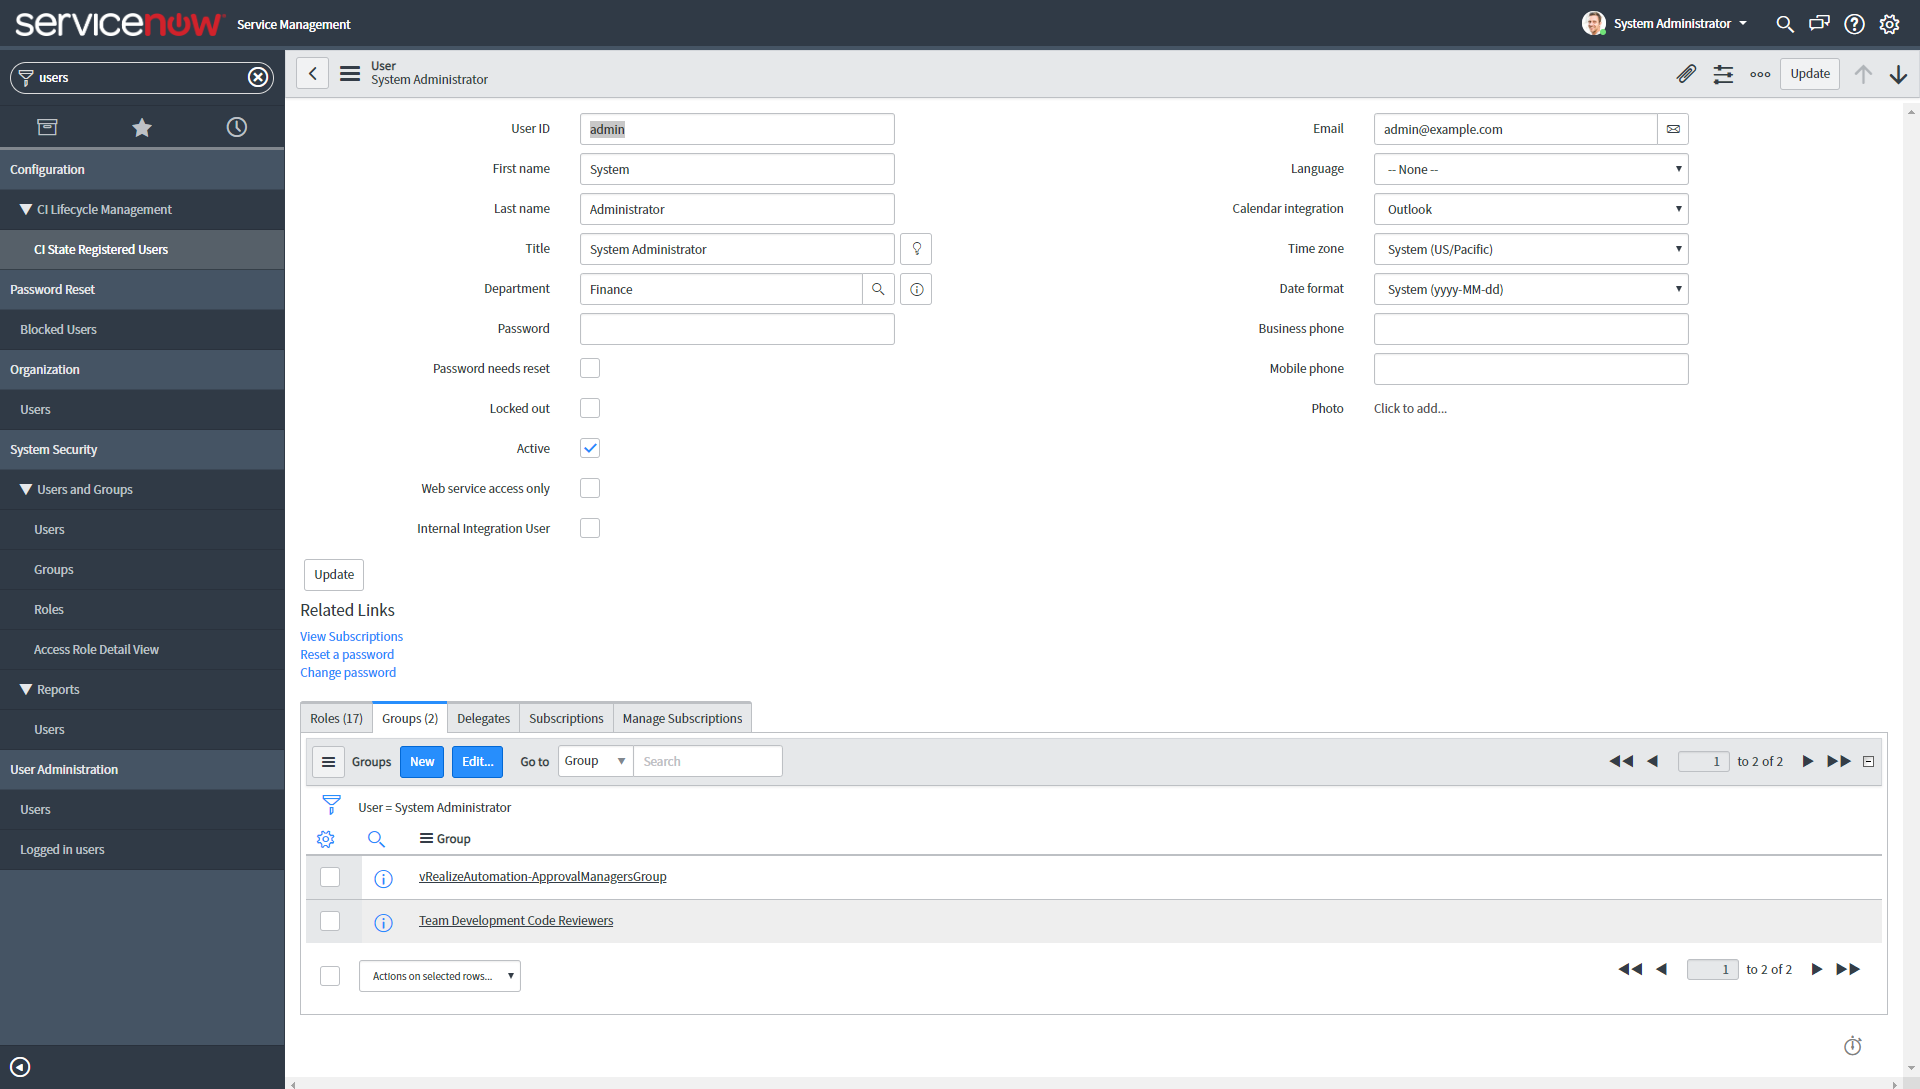 servicenow Service Management
System Administrator
users
Configuration
CI Lifecycle Management
CI State Registered Users
Password Reset
Blocked Users
Organization
Users
System Security
Users and Groups
Users
Groups
Roles
Access Role Detail View
Reports
Users
User Administration
Users
Logged in users
User
System Administrator
Update
User ID admin
First name System
Last name Administrator
Title System Administrator
Department Finance
Password
Password needs reset
Locked out
Active
Web service access only
Internal Integration User
Email admin@example.com
Language -- None --
Calendar integration Outlook
Time zone System (US/Pacific)
Date format System (yyyy-MM-dd)
Business phone
Mobile phone
Photo Click to add...
Update
Related Links
View Subscriptions
Reset a password
Change password
Roles (17) Groups (2) Delegates Subscriptions Manage Subscriptions
Groups New Edit... Go to Group Search 1 to 2 of 2
User = System Administrator
Group
vRealizeAutomation-ApprovalManagersGroup
Team Development Code Reviewers
Actions on selected rows... 1 to 2 of 2